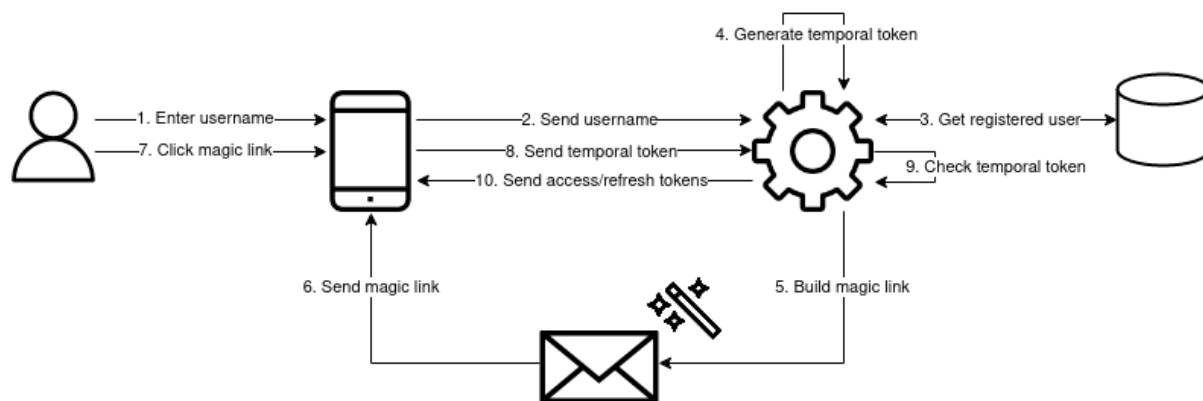 4. Generate temporal token
1. Enter username
2. Send username
3. Get registered user
7. Click magic link
8. Send temporal token
9. Check temporal token
10. Send access/refresh tokens
6. Send magic link
5. Build magic link